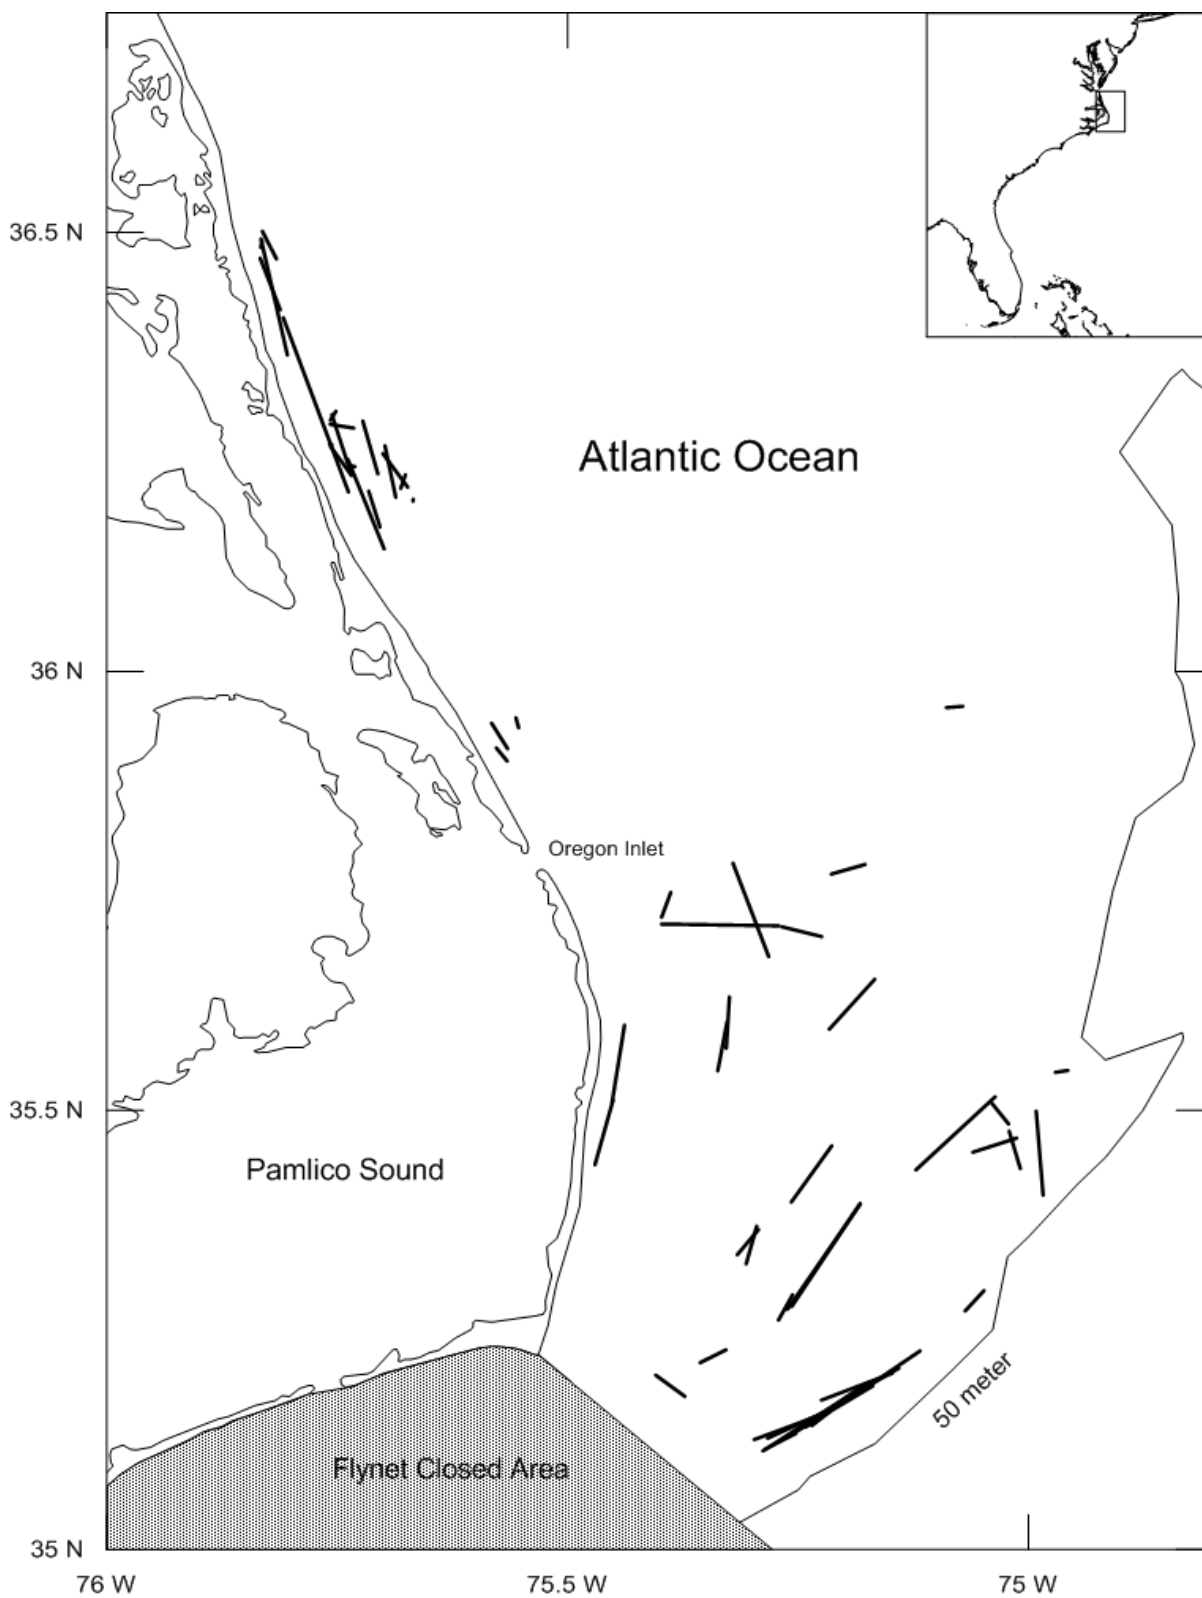 36.5 N
Atlantic Ocean
36 N
Oregon Inlet
35.5 N
Pamlico Sound
50 meter
Flynet Closed Area
35 N
76 W
75.5 W
75 W